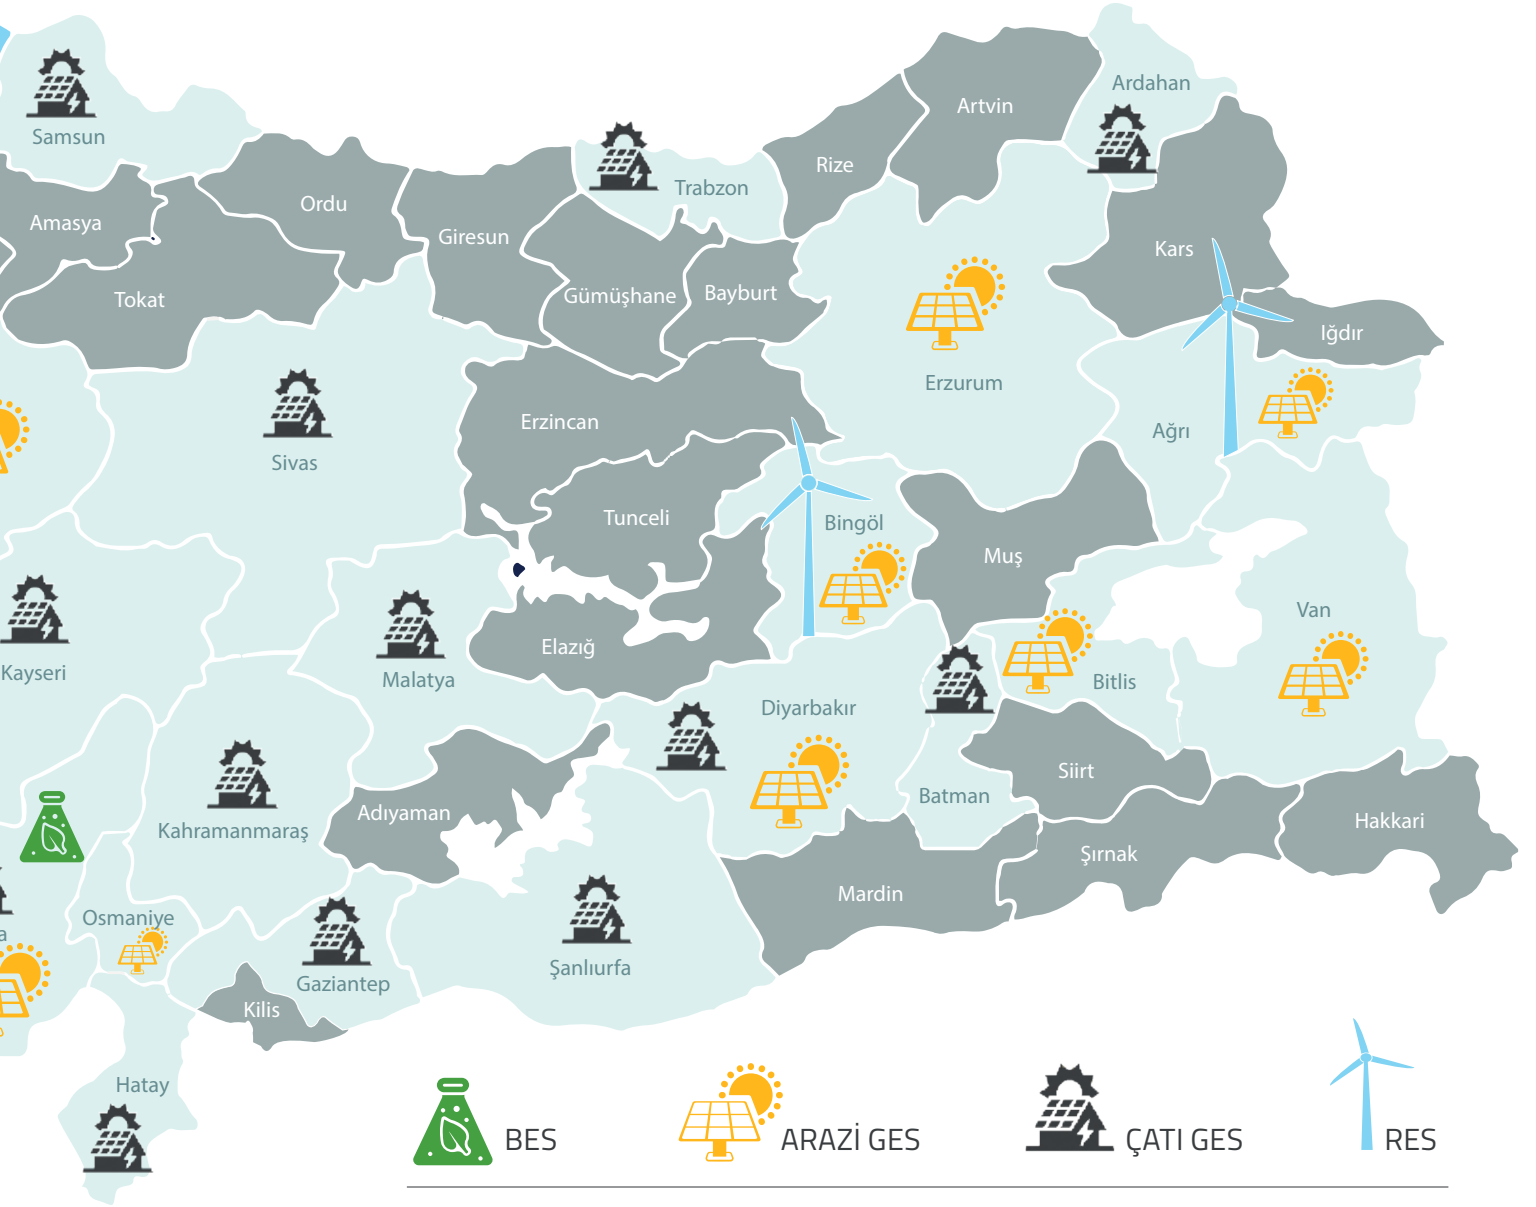 Ardahan
Artvin
Samsun
Rize
Trabzon
Ordu
Amasya
Giresun
Kars
Tokat
Gümüşhane
Bayburt
Iğdır
Erzurum
Erzincan
Ağrı
Sivas
Tunceli
Bingöl
Muş
Van
Elazığ
Kayseri
Malatya
Bitlis
Diyarbakır
Siirt
Batman
Adıyaman
Hakkari
Kahramanmaraş
Şırnak
Mardin
Osmaniye
a
Şanlıurfa
Gaziantep
Kilis
Hatay
BES
ARAZİ GES
ÇATI GES
RES